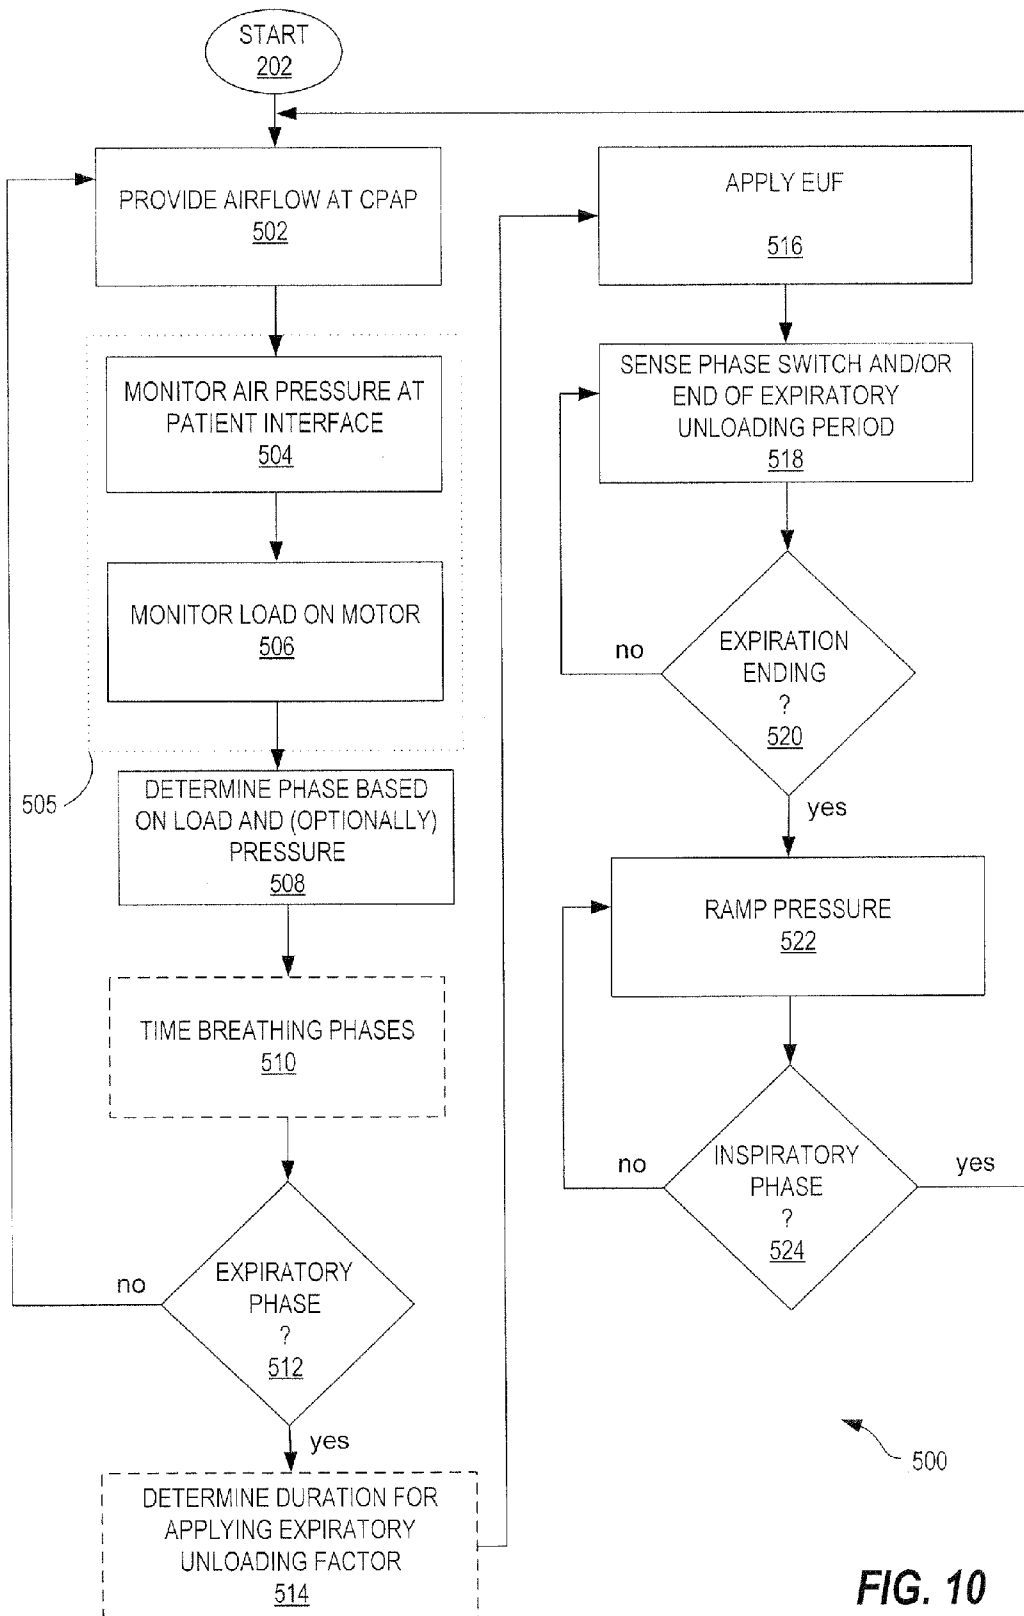 START
202
PROVIDE AIRFLOW AT CPAP
502
MONITOR AIR PRESSURE AT
PATIENT INTERFACE
504
MONITOR LOAD ON MOTOR
506
505
DETERMINE PHASE BASED
ON LOAD AND (OPTIONALLY)
PRESSURE
508
TIME BREATHING PHASES
510
no
EXPIRATORY
PHASE
?
512
yes
DETERMINE DURATION FOR
APPLYING EXPIRATORY
UNLOADING FACTOR
514
APPLY EUF
516
SENSE PHASE SWITCH AND/OR
END OF EXPIRATORY
UNLOADING PERIOD
518
no
EXPIRATION
ENDING
?
520
yes
RAMP PRESSURE
522
no
INSPIRATORY
PHASE
?
524
yes
500
FIG. 10